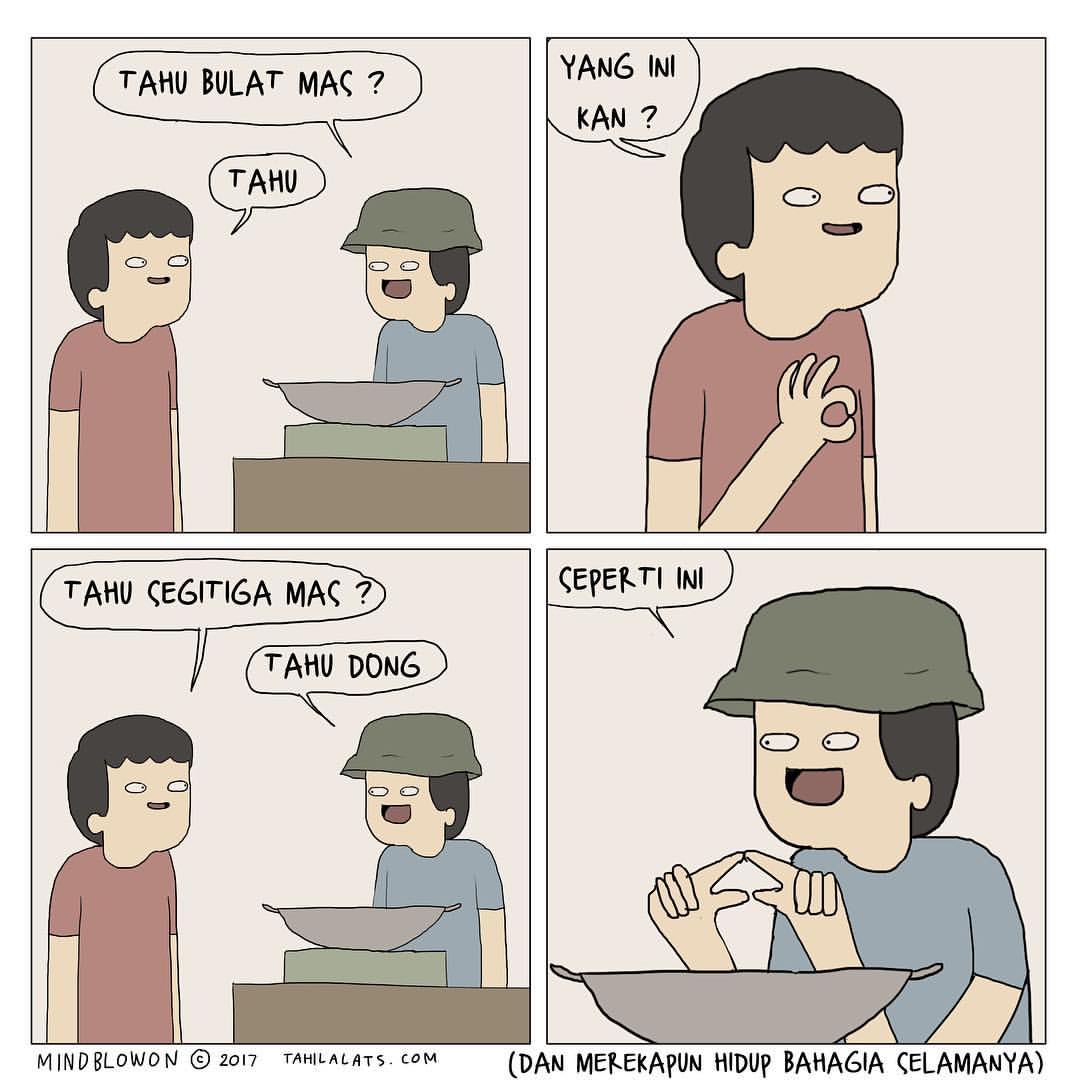 TAHU BULAT MAS ?
TAHU
YANG INI
KAN ?
TAHU SEGITIGA MAS ?
TAHU DONG
SEPERTI INI
MINDBLOWON © 2017 TAHILALATS. COM
(DAN MEREKAPUN HIDUP BAHAGIA SELAMANYA)